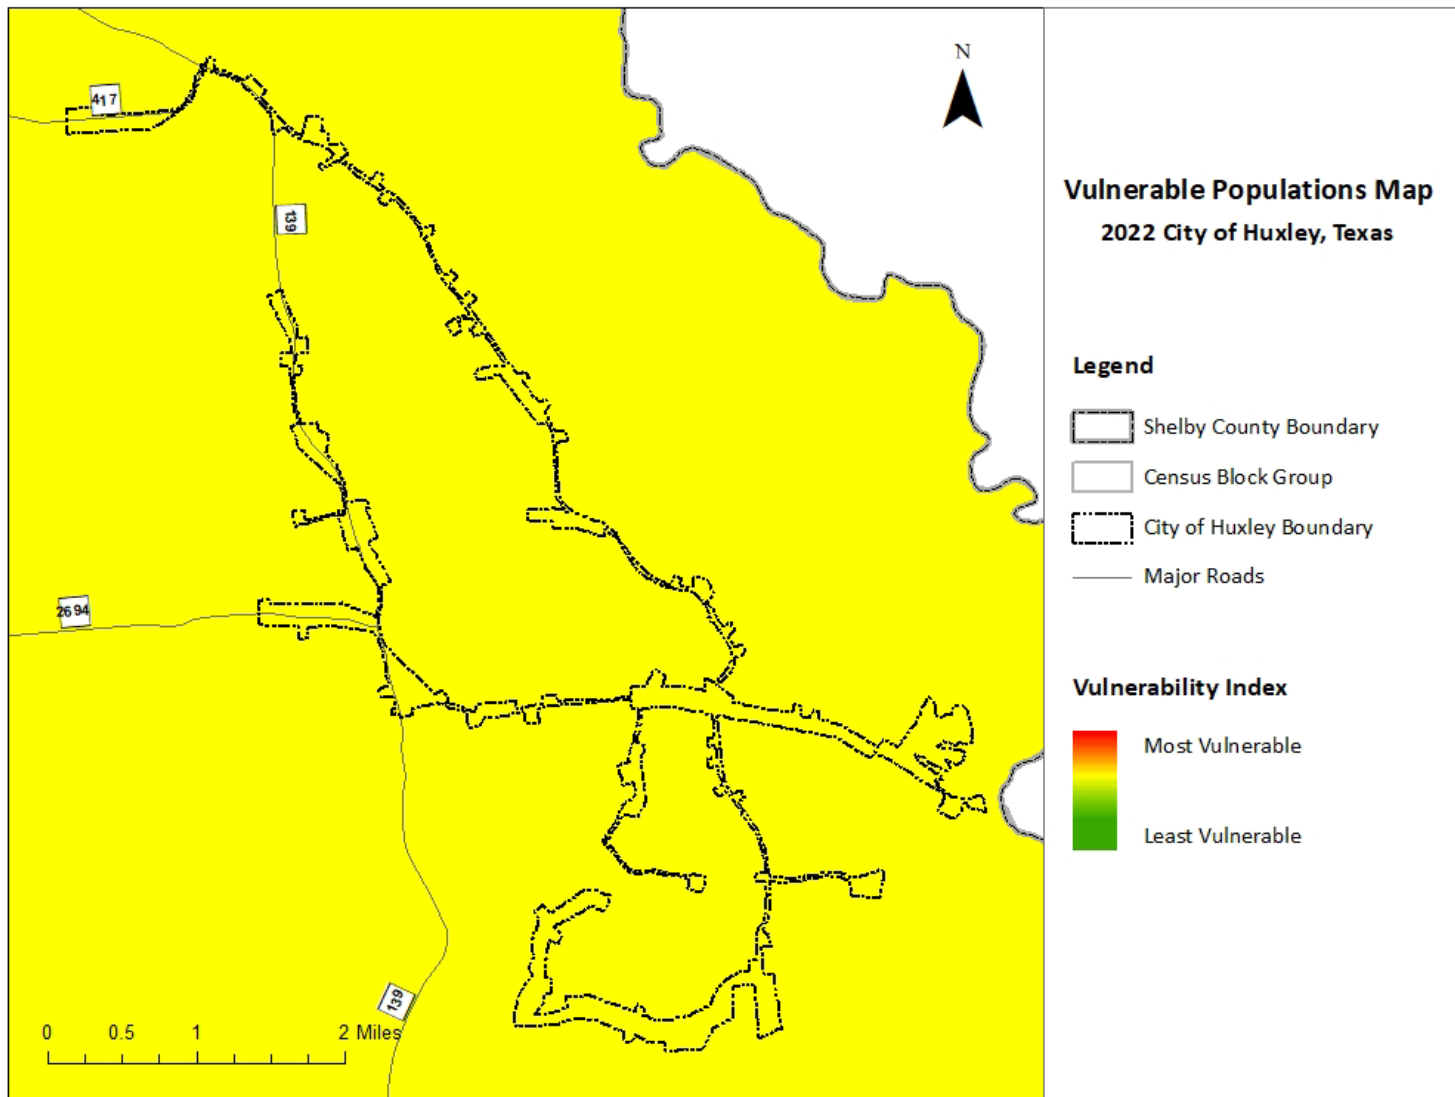 N
417
139
2694
139
0 0.5 1 2 Miles
Vulnerable Populations Map
2022 City of Huxley, Texas
Legend
Shelby County Boundary
Census Block Group
City of Huxley Boundary
Major Roads
Vulnerability Index
Most Vulnerable
Least Vulnerable